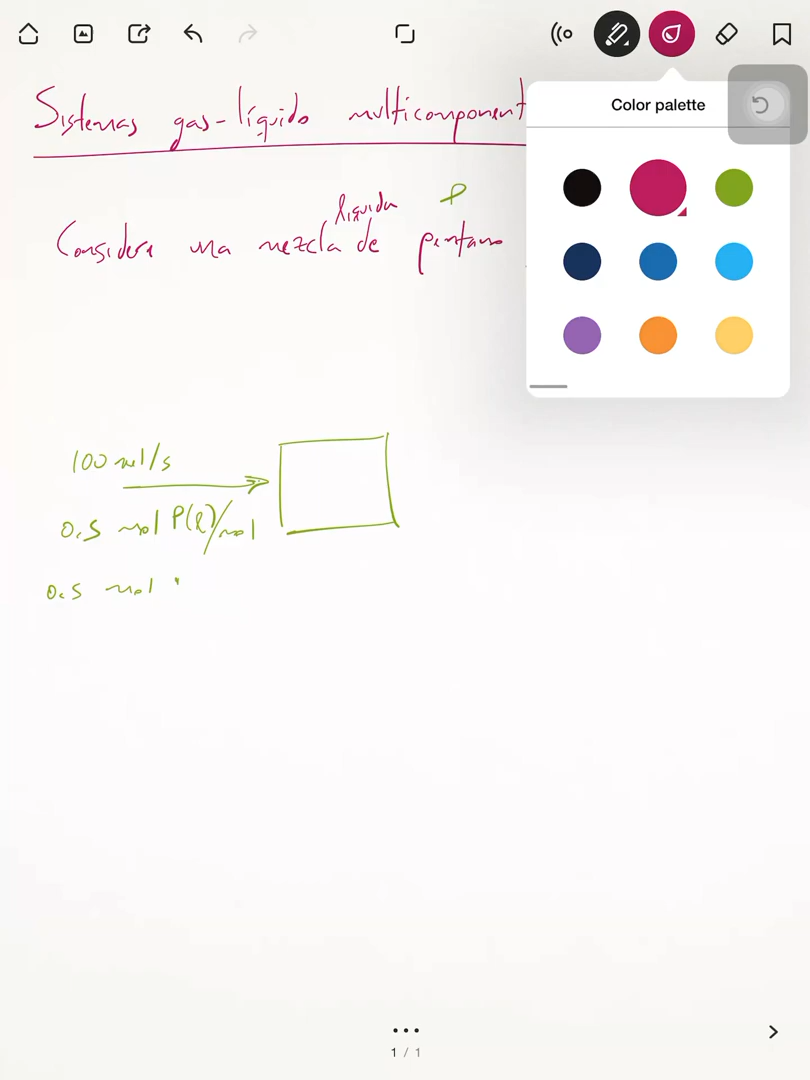 Sistemas gas-líquido multicomponent
Color palette
líquida P
Considere una mezcla de pentano
100 mol/s
0.5 mol P(l)/mol
0.5 mol
1 / 1